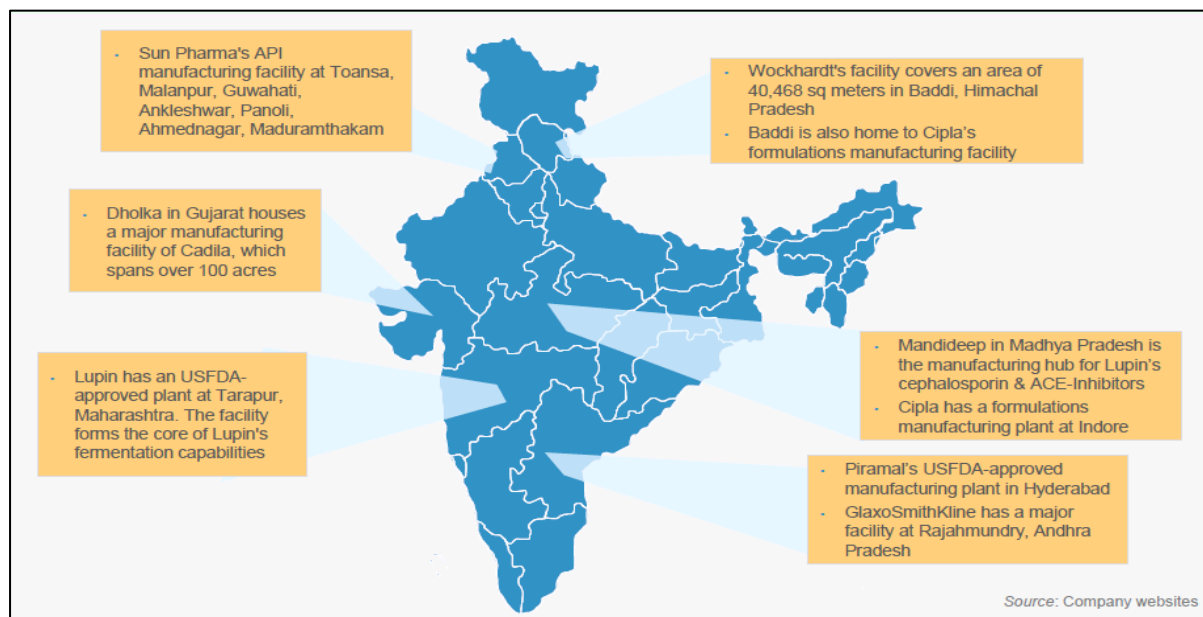 - Sun Pharma's API
manufacturing facility at Toansa,
Malanpur, Guwahati,
Ankleshwar, Panoli,
Ahmednagar, Maduramthakam
- Wockhardt's facility covers an area of
40,468 sq meters in Baddi, Himachal
Pradesh
- Baddi is also home to Cipla's
formulations manufacturing facility
- Dholka in Gujarat houses
a major manufacturing
facility of Cadila, which
spans over 100 acres
- Lupin has an USFDA-
approved plant at Tarapur,
Maharashtra. The facility
forms the core of Lupin's
fermentation capabilities
- Mandideep in Madhya Pradesh is
the manufacturing hub for Lupin's
cephalosporin & ACE-Inhibitors
- Cipla has a formulations
manufacturing plant at Indore
- Piramal's USFDA-approved
manufacturing plant in Hyderabad
- GlaxoSmithKline has a major
facility at Rajahmundry, Andhra
Pradesh
Source: Company websites